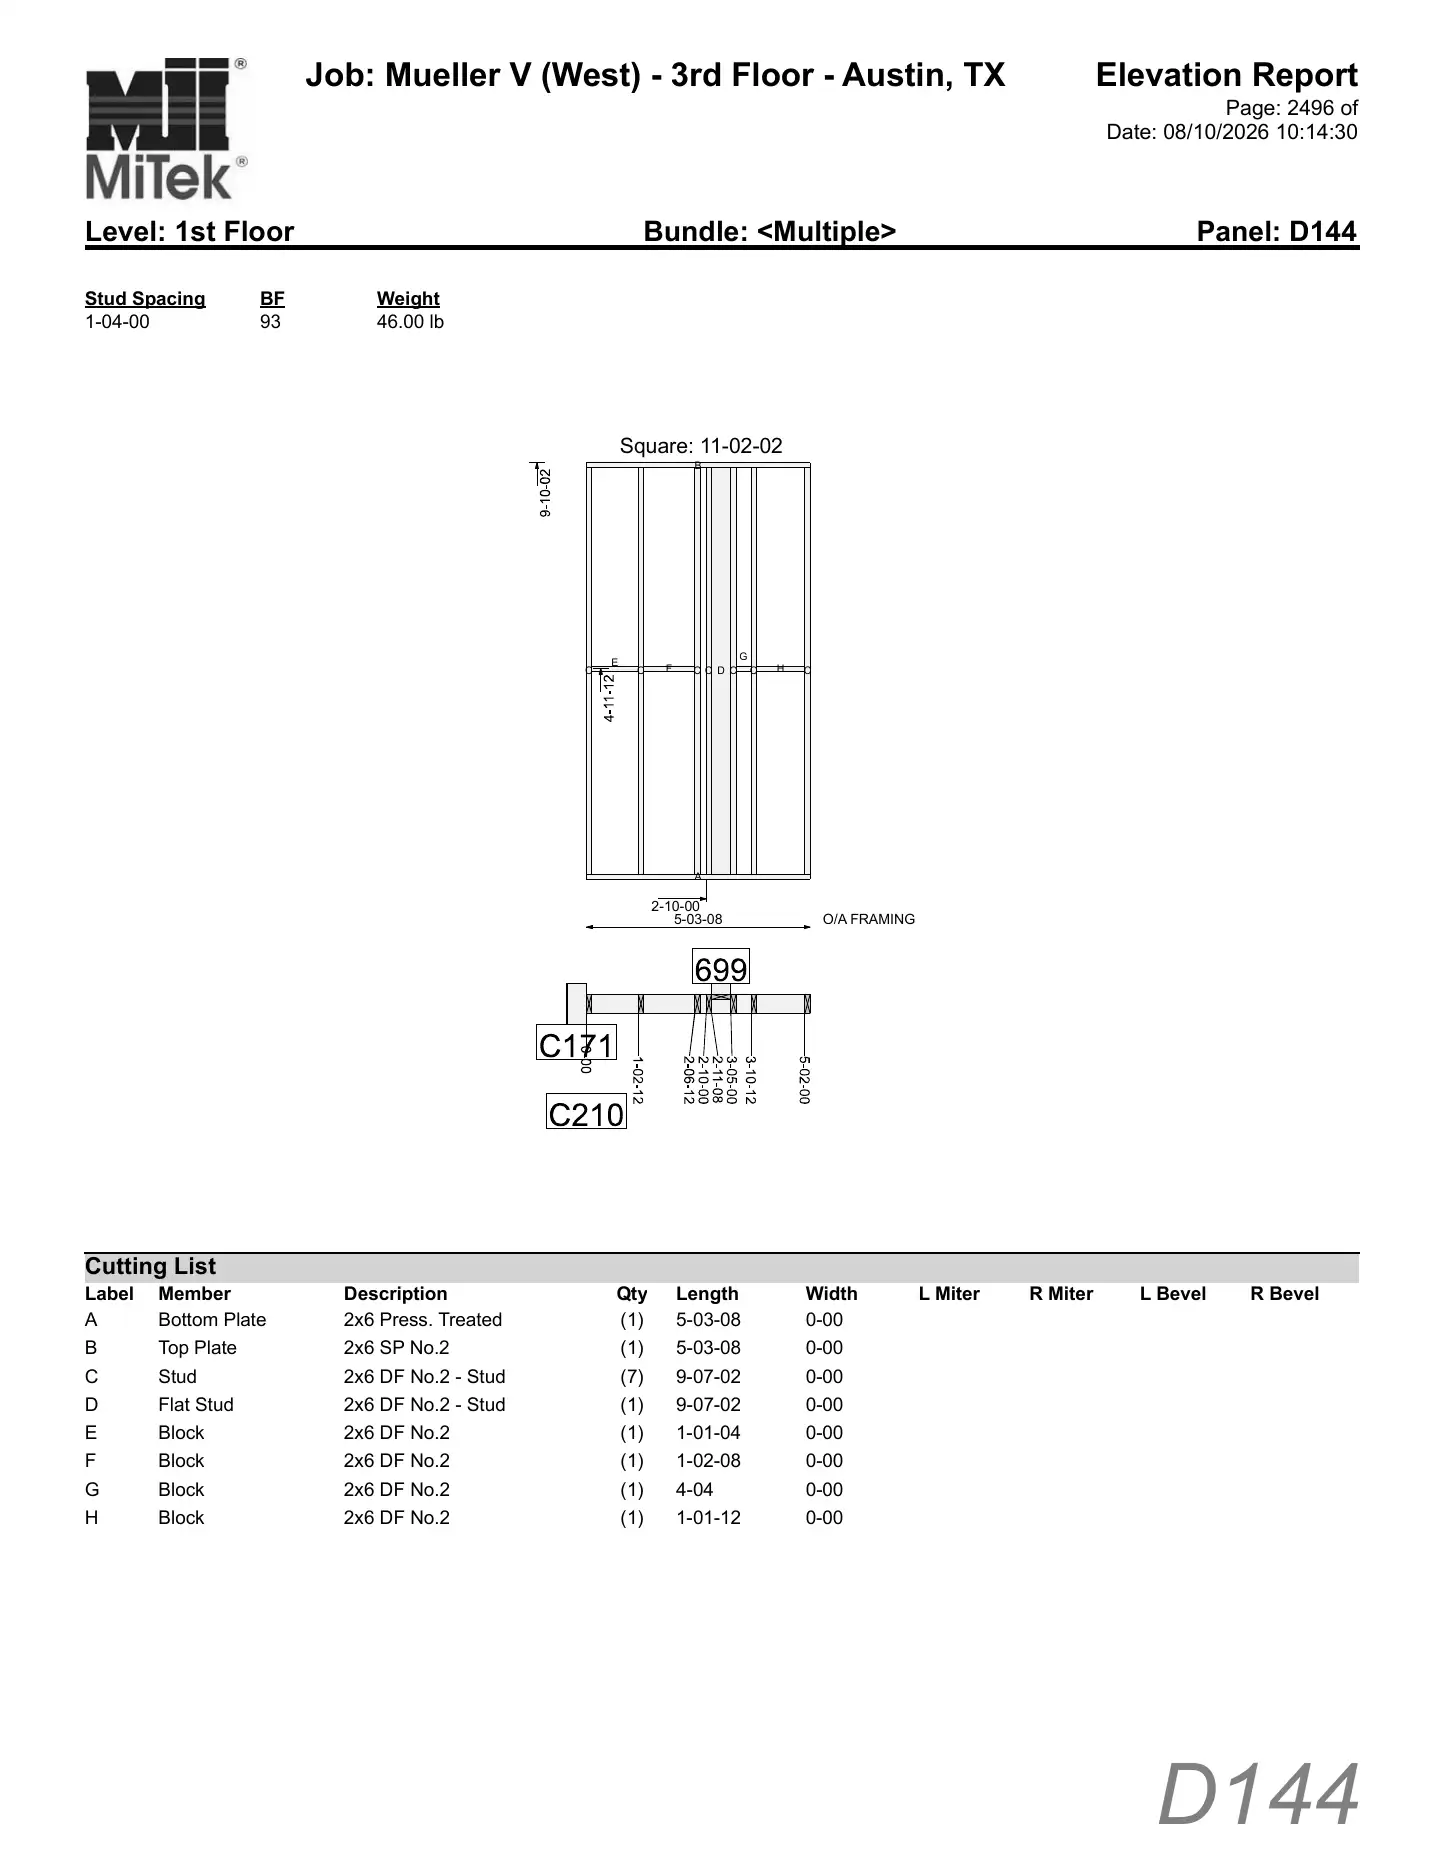 Job: Mueller V (West) - 3rd Floor - Austin, TX
Elevation Report
Page: 2496 of
Date: 08/10/2026 10:14:30
MiTek®
Level: 1st Floor Bundle: <Multiple> Panel: D144
Stud Spacing BF Weight
1-04-00 93 46.00 lb
Square: 11-02-02
B
9-10-02
E F C C D C G C H C
4-11-12
A
2-10-00
5-03-08 O/A FRAMING
699
C171
0-00
1-02-12
2-06-12
2-10-00
2-11-08
3-05-00
3-10-12
5-02-00
C210
Cutting List
Label Member Description Qty Length Width L Miter R Miter L Bevel R Bevel
A Bottom Plate 2x6 Press. Treated (1) 5-03-08 0-00
B Top Plate 2x6 SP No.2 (1) 5-03-08 0-00
C Stud 2x6 DF No.2 - Stud (7) 9-07-02 0-00
D Flat Stud 2x6 DF No.2 - Stud (1) 9-07-02 0-00
E Block 2x6 DF No.2 (1) 1-01-04 0-00
F Block 2x6 DF No.2 (1) 1-02-08 0-00
G Block 2x6 DF No.2 (1) 4-04 0-00
H Block 2x6 DF No.2 (1) 1-01-12 0-00
D144